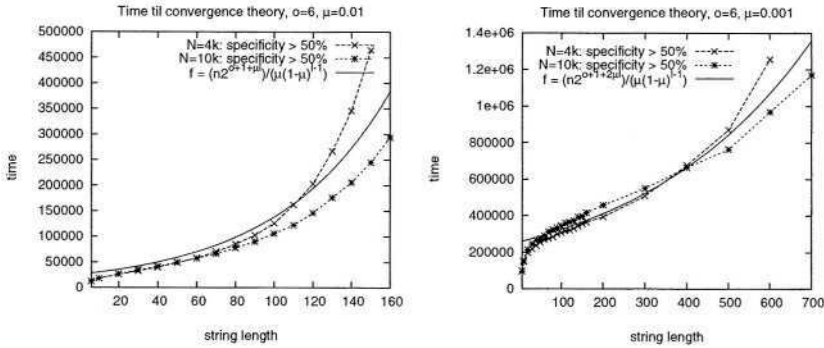 Time til convergence theory, o=6, μ=0.01
500000
450000
400000
350000
300000
250000
200000
150000
100000
50000
0
time
N=4k: specificity > 50%
N=10k: specificity > 50%
f = (n2^{o+1+μl})/(μ(1-μ)^{l-1})
20 40 60 80 100 120 140 160
string length
Time til convergence theory, o=6, μ=0.001
1.4e+06
1.2e+06
1e+06
800000
600000
400000
200000
0
time
N=4k: specificity > 50%
N=10k: specificity > 50%
f = (n2^{o+1+2μl})/(μ(1-μ)^{l-1})
100 200 300 400 500 600 700
string length